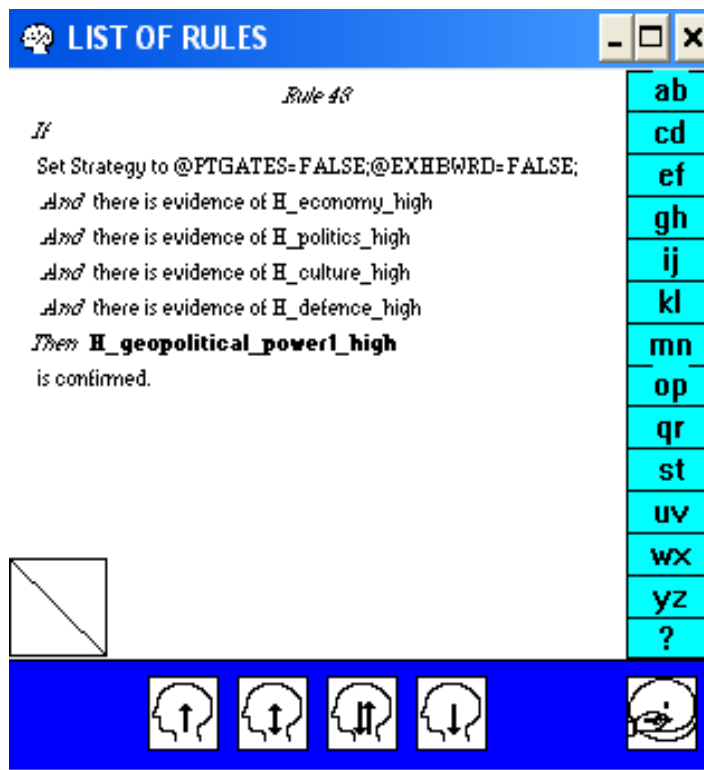 LIST OF RULES
Rule 48
If
Set Strategy to @PTGATES=FALSE;@EXHBWRD=FALSE;
And there is evidence of H_economy_high
And there is evidence of H_politics_high
And there is evidence of H_culture_high
And there is evidence of H_defence_high
Then H_geopolitical_power1_high
is confirmed.
ab
cd
ef
gh
ij
kl
mn
op
qr
st
uv
wx
yz
?